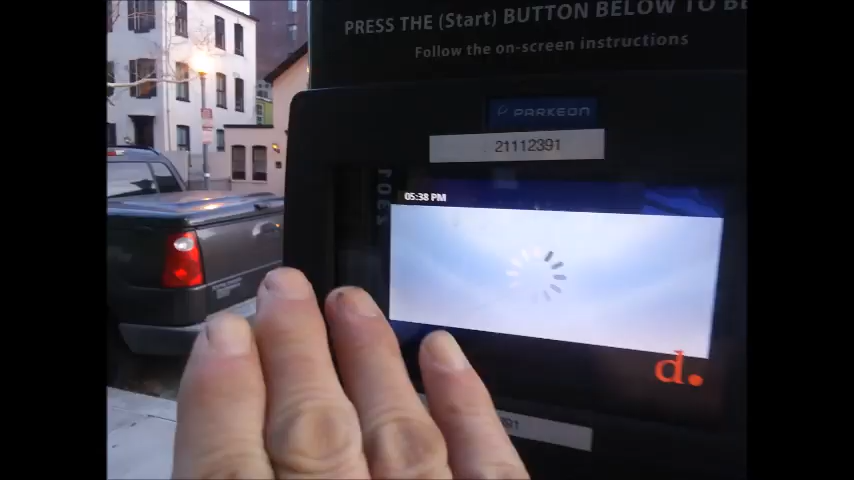 PRESS THE (Start) BUTTON BELOW TO
Follow the on-screen instructions
PARKEON
21112391
05:38 PM
d.